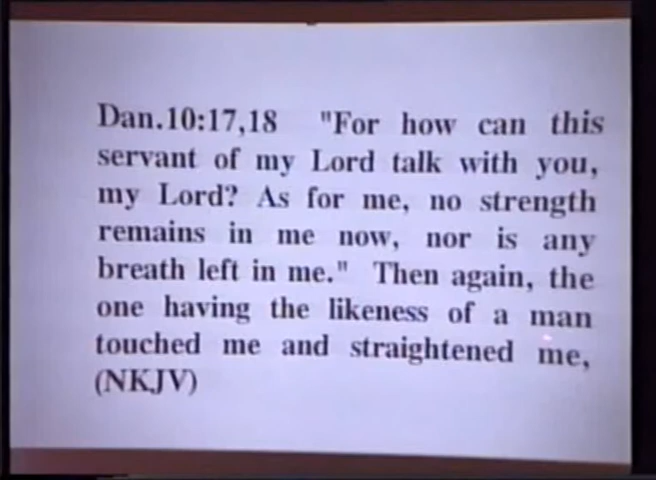 Dan.10:17,18 "For how can this
servant of my Lord talk with you,
my Lord? As for me, no strength
remains in me now, nor is any
breath left in me." Then again, the
one having the likeness of a man
touched me and straightened me,
(NKJV)